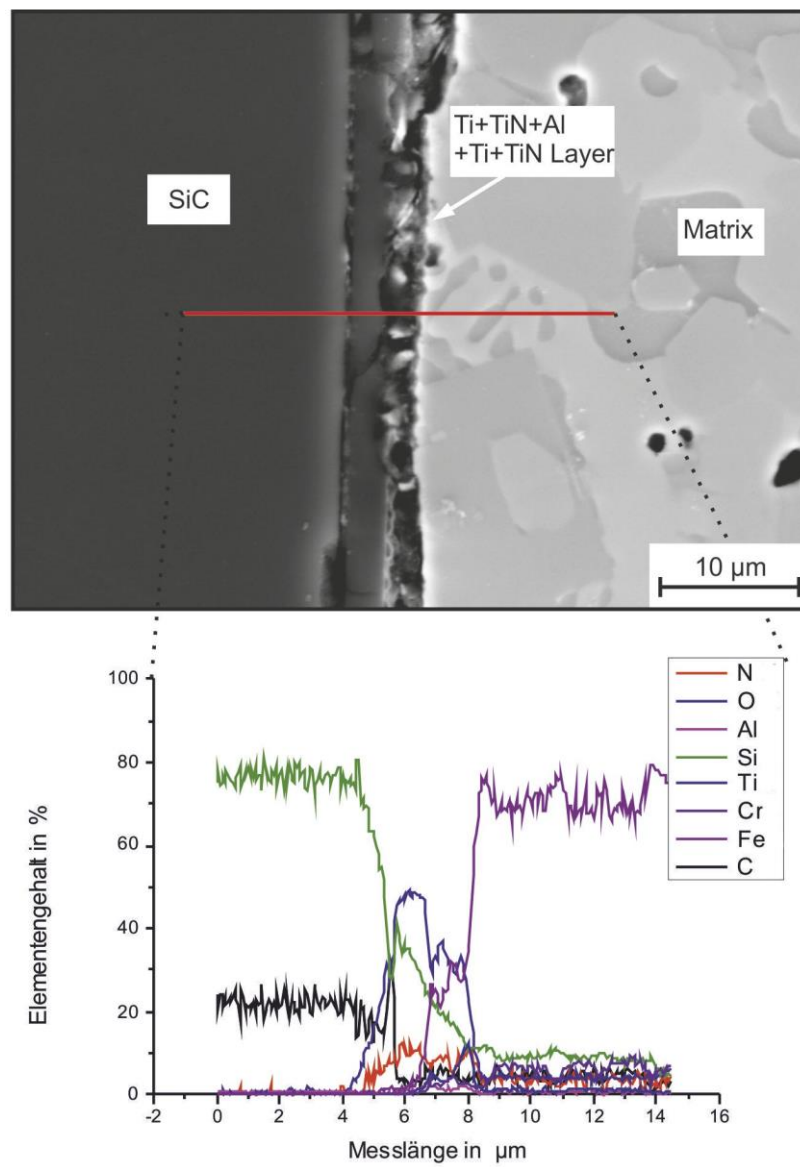 Ti+TiN+Al
+Ti+TiN Layer
SiC
Matrix
10 µm
100
80
60
40
20
0
-2
0
2
4
6
8
10
12
14
16
Elementengehalt in %
Messlänge in µm
N
O
Al
Si
Ti
Cr
Fe
C